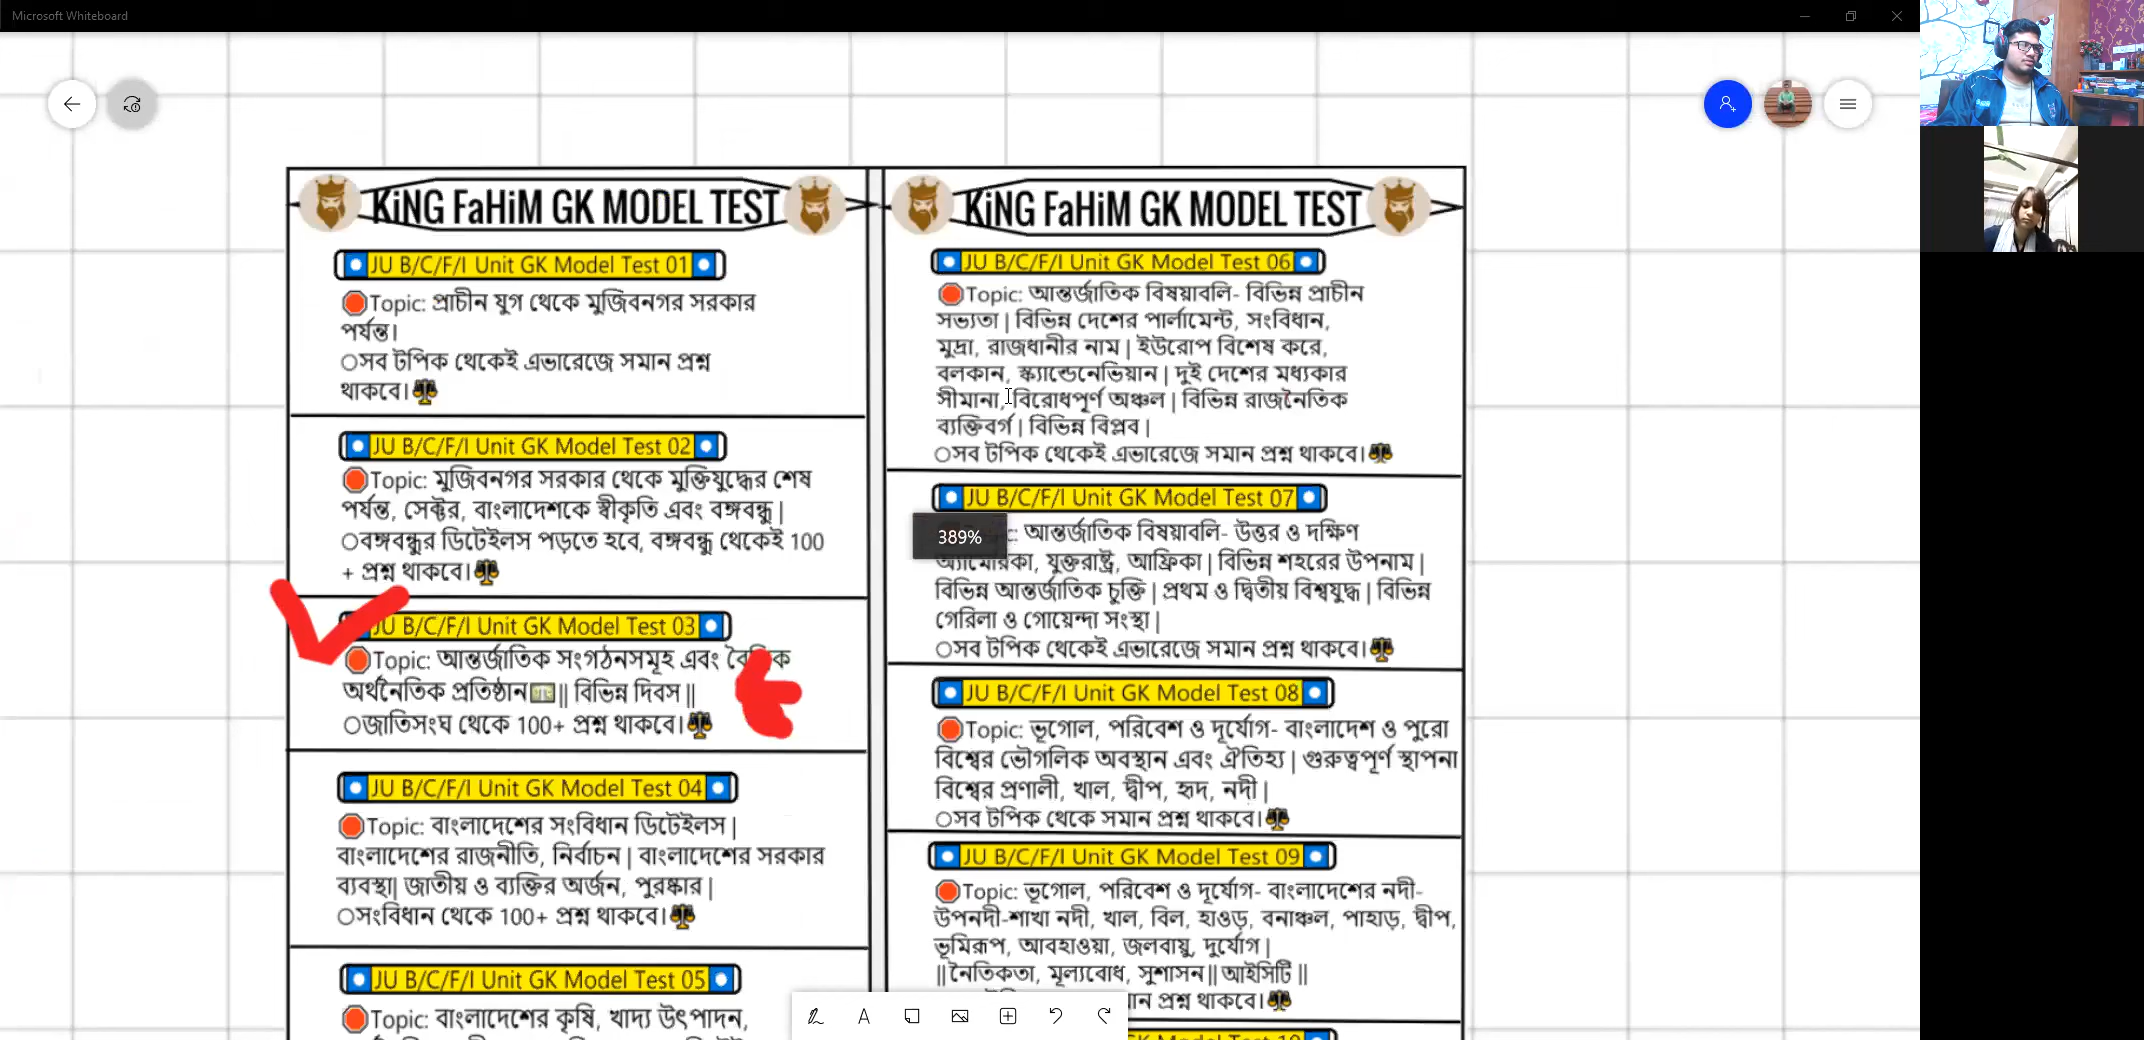 Microsoft Whiteboard
KiNG FaHiM GK MODEL TEST
JU B/C/F/I Unit GK Model Test 01
Topic: প্রাচীন যুগ থেকে মুজিবনগর সরকার
পর্যন্ত।
সব টপিক থেকেই এভারেজে সমান প্রশ্ন
থাকবে।
JU B/C/F/I Unit GK Model Test 02
Topic: মুজিবনগর সরকার থেকে মুক্তিযুদ্ধের শেষ
পর্যন্ত, সেক্টর, বাংলাদেশকে স্বীকৃতি এবং বঙ্গবন্ধু |
বঙ্গবন্ধুর ডিটেইলস পড়তে হবে, বঙ্গবন্ধু থেকেই 100
+ প্রশ্ন থাকবে।
JU B/C/F/I Unit GK Model Test 03
Topic: আন্তর্জাতিক সংগঠনসমূহ এবং
অর্থনৈতিক প্রতিষ্ঠান || বিভিন্ন দিবস ||
জাতিসংঘ থেকে 100+ প্রশ্ন থাকবে।
JU B/C/F/I Unit GK Model Test 04
Topic: বাংলাদেশের সংবিধান ডিটেইলস |
বাংলাদেশের রাজনীতি, নির্বাচন | বাংলাদেশের সরকার
ব্যবস্থা| জাতীয় ও ব্যক্তির অর্জন, পুরষ্কার |
সংবিধান থেকে 100+ প্রশ্ন থাকবে।
JU B/C/F/I Unit GK Model Test 05
Topic: বাংলাদেশের কৃষি, খাদ্য উৎপাদন,
KiNG FaHiM GK MODEL TEST
JU B/C/F/I Unit GK Model Test 06
Topic: আন্তর্জাতিক বিষয়াবলি- বিভিন্ন প্রাচীন
সভ্যতা | বিভিন্ন দেশের পার্লামেন্ট, সংবিধান,
মুদ্রা, রাজধানীর নাম | ইউরোপ বিশেষ করে,
বলকান, স্ক্যান্ডেনেভিয়ান | দুই দেশের মধ্যকার
সীমানা, বিরোধপূর্ণ অঞ্চল | বিভিন্ন রাজনৈতিক
ব্যক্তিবর্গ | বিভিন্ন বিপ্লব |
সব টপিক থেকেই এভারেজে সমান প্রশ্ন থাকবে।
JU B/C/F/I Unit GK Model Test 07
389%
আন্তর্জাতিক বিষয়াবলি- উত্তর ও দক্ষিণ
যুক্তরাষ্ট্র, আফ্রিকা | বিভিন্ন শহরের উপনাম |
বিভিন্ন আন্তর্জাতিক চুক্তি | প্রথম ও দ্বিতীয় বিশ্বযুদ্ধ | বিভিন্ন
গেরিলা ও গোয়েন্দা সংস্থা |
সব টপিক থেকেই এভারেজে সমান প্রশ্ন থাকবে।
JU B/C/F/I Unit GK Model Test 08
Topic: ভূগোল, পরিবেশ ও দূর্যোগ- বাংলাদেশ ও পুরো
বিশ্বের ভৌগলিক অবস্থান এবং ঐতিহ্য | গুরুত্বপূর্ণ স্থাপনা
বিশ্বের প্রণালী, খাল, দ্বীপ, হৃদ, নদী |
সব টপিক থেকে সমান প্রশ্ন থাকবে।
JU B/C/F/I Unit GK Model Test 09
Topic: ভূগোল, পরিবেশ ও দূর্যোগ- বাংলাদেশের নদী-
উপনদী-শাখা নদী, খাল, বিল, হাওড়, বনাঞ্চল, পাহাড়, দ্বীপ,
ভূমিরূপ, আবহাওয়া, জলবায়ু, দুর্যোগ |
|| নৈতিকতা, মূল্যবোধ, সুশাসন || আইসিটি ||
প্রশ্ন থাকবে।